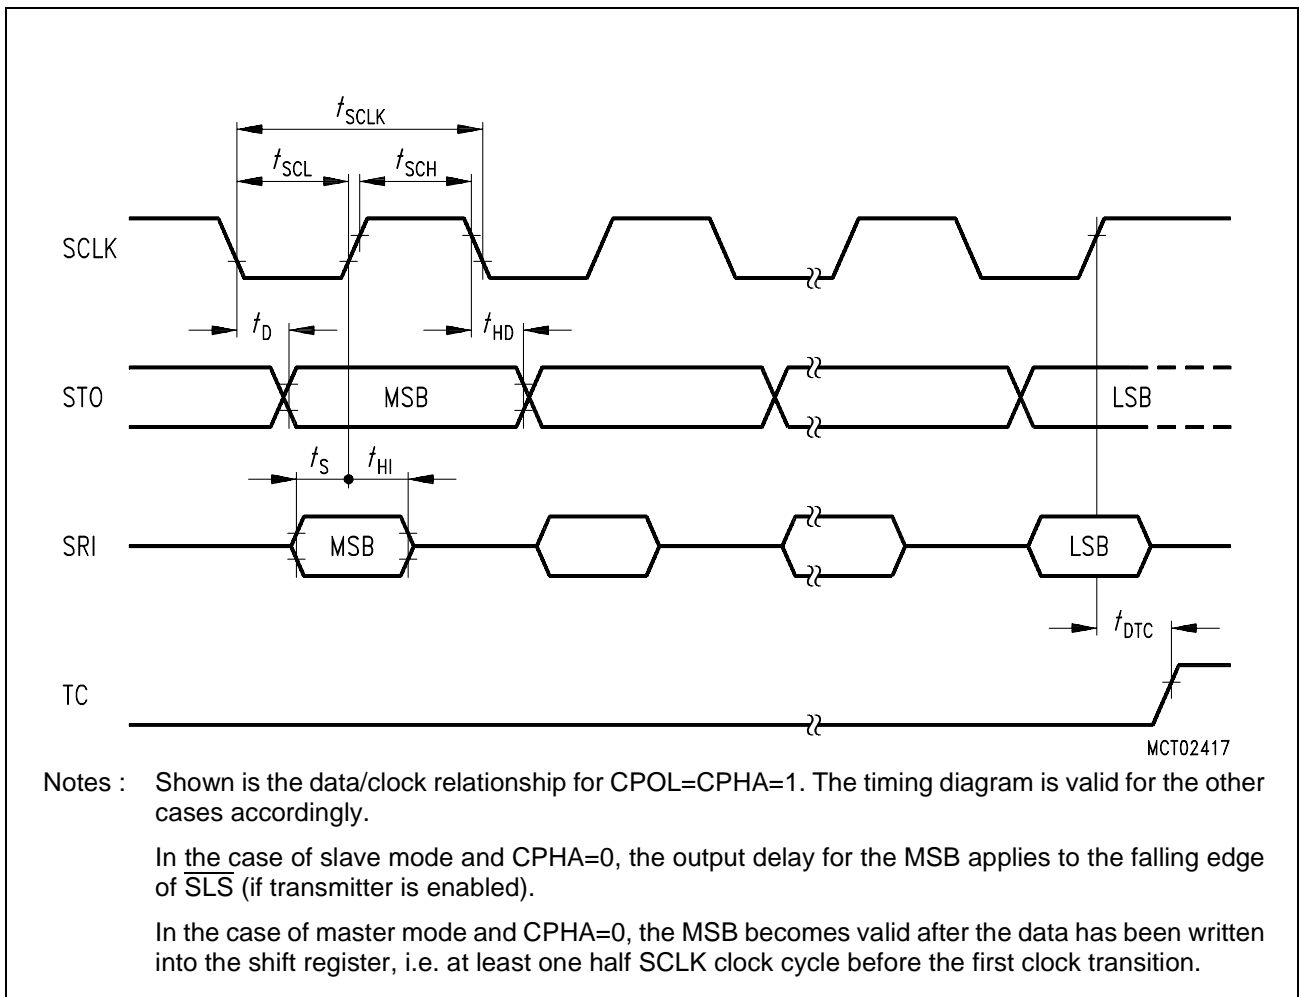 tSCLK
tSCL tSCH
SCLK
tD tHD
STO MSB LSB
tS tHI
SRI MSB LSB
tDTC
TC
MCT02417
Notes : Shown is the data/clock relationship for CPOL=CPHA=1. The timing diagram is valid for the other
cases accordingly.
In the case of slave mode and CPHA=0, the output delay for the MSB applies to the falling edge
of SLS (if transmitter is enabled).
In the case of master mode and CPHA=0, the MSB becomes valid after the data has been written
into the shift register, i.e. at least one half SCLK clock cycle before the first clock transition.